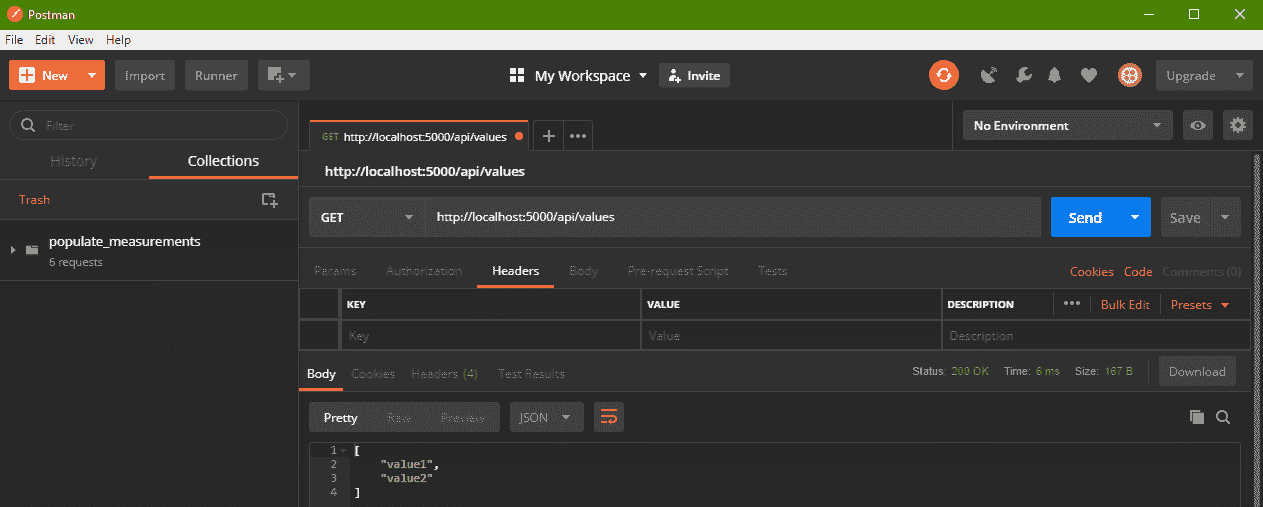 Postman
File Edit View Help
New Import Runner My Workspace Invite Upgrade
Filter
History Collections
Trash
populate_measurements
6 requests
GET http://localhost:5000/api/values
No Environment
http://localhost:5000/api/values
GET http://localhost:5000/api/values Send Save
Params Authorization Headers Body Pre-request Script Tests Cookies Code Comments (0)
KEY VALUE DESCRIPTION Bulk Edit Presets
Key Value Description
Body Cookies Headers (4) Test Results Status: 200 OK Time: 6 ms Size: 167 B Download
Pretty Raw Preview JSON
1 [
2 "value1",
3 "value2"
4 ]